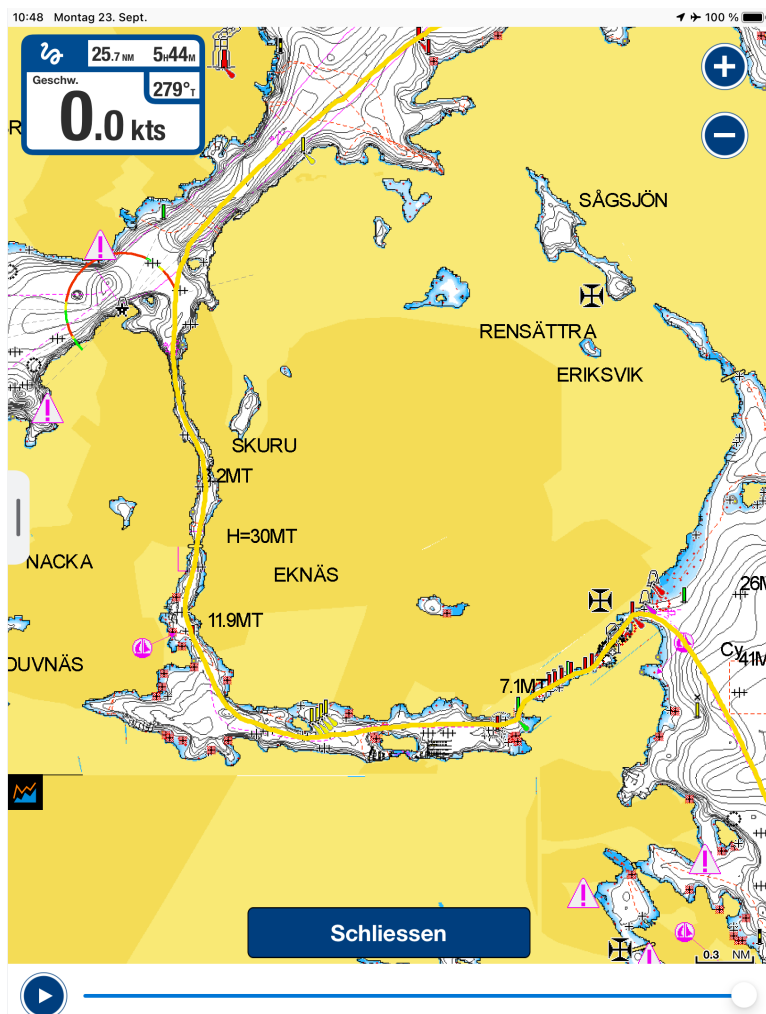 10:48 Montag 23. Sept.
100 %
25.7 NM 5H44M
Geschw.
279°T
0.0 kts
SÅGSJÖN
RENSÄTTRA
ERIKSVIK
SKURU
.2MT
H=30MT
NACKA
EKNÄS
26M
11.9MT
Cy
41M
DUVNÄS
7.1MT
Schliessen
0.3 NM